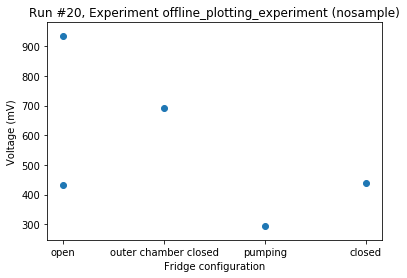 Run #20, Experiment offline_plotting_experiment (nosample)
900
800
700
600
500
400
300
Voltage (mV)
open outer chamber closed pumping closed
Fridge configuration